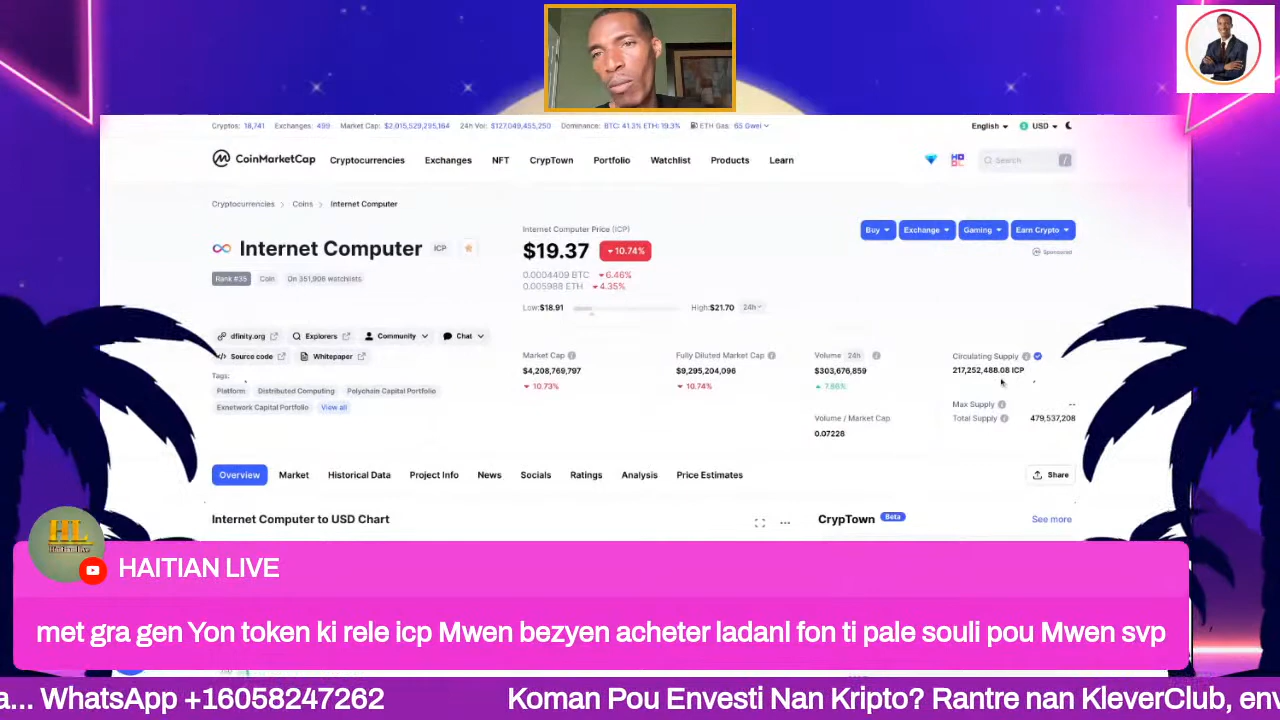 Cryptos: 18,741 Exchanges: 499 Market Cap: $2,015,529,295,164 24h Vol: $127,049,455,250 Dominance: BTC: 41.3% ETH: 19.3% ETH Gas: 65 Gwei
English USD
CoinMarketCap Cryptocurrencies Exchanges NFT CrypTown Portfolio Watchlist Products Learn Search /
Cryptocurrencies Coins Internet Computer
Internet Computer ICP
Rank #35 Coin On 351,906 watchlists
dfinity.org Explorers Community Chat
Source code Whitepaper
Tags:
Platform Distributed Computing Polychain Capital Portfolio
Exnetwork Capital Portfolio View all
Internet Computer Price (ICP)
$19.37 10.74%
0.0004409 BTC 6.46%
0.005988 ETH 4.35%
Low:$18.91 High:$21.70 24h
Buy Exchange Gaming Earn Crypto
Sponsored
Market Cap
$4,208,769,797
10.73%
Fully Diluted Market Cap
$9,295,204,096
10.74%
Volume 24h
$303,676,859
7.66%
Volume / Market Cap
0.07228
Circulating Supply
217,252,488.08 ICP
Max Supply --
Total Supply 479,537,208
Overview Market Historical Data Project Info News Socials Ratings Analysis Price Estimates Share
Internet Computer to USD Chart
CrypTown Beta See more
HL
Haitian Live
HAITIAN LIVE
met gra gen Yon token ki rele icp Mwen bezyen acheter ladanl fon ti pale souli pou Mwen svp
a... WhatsApp +16058247262 Koman Pou Envesti Nan Kripto? Rantre nan KleverClub, env